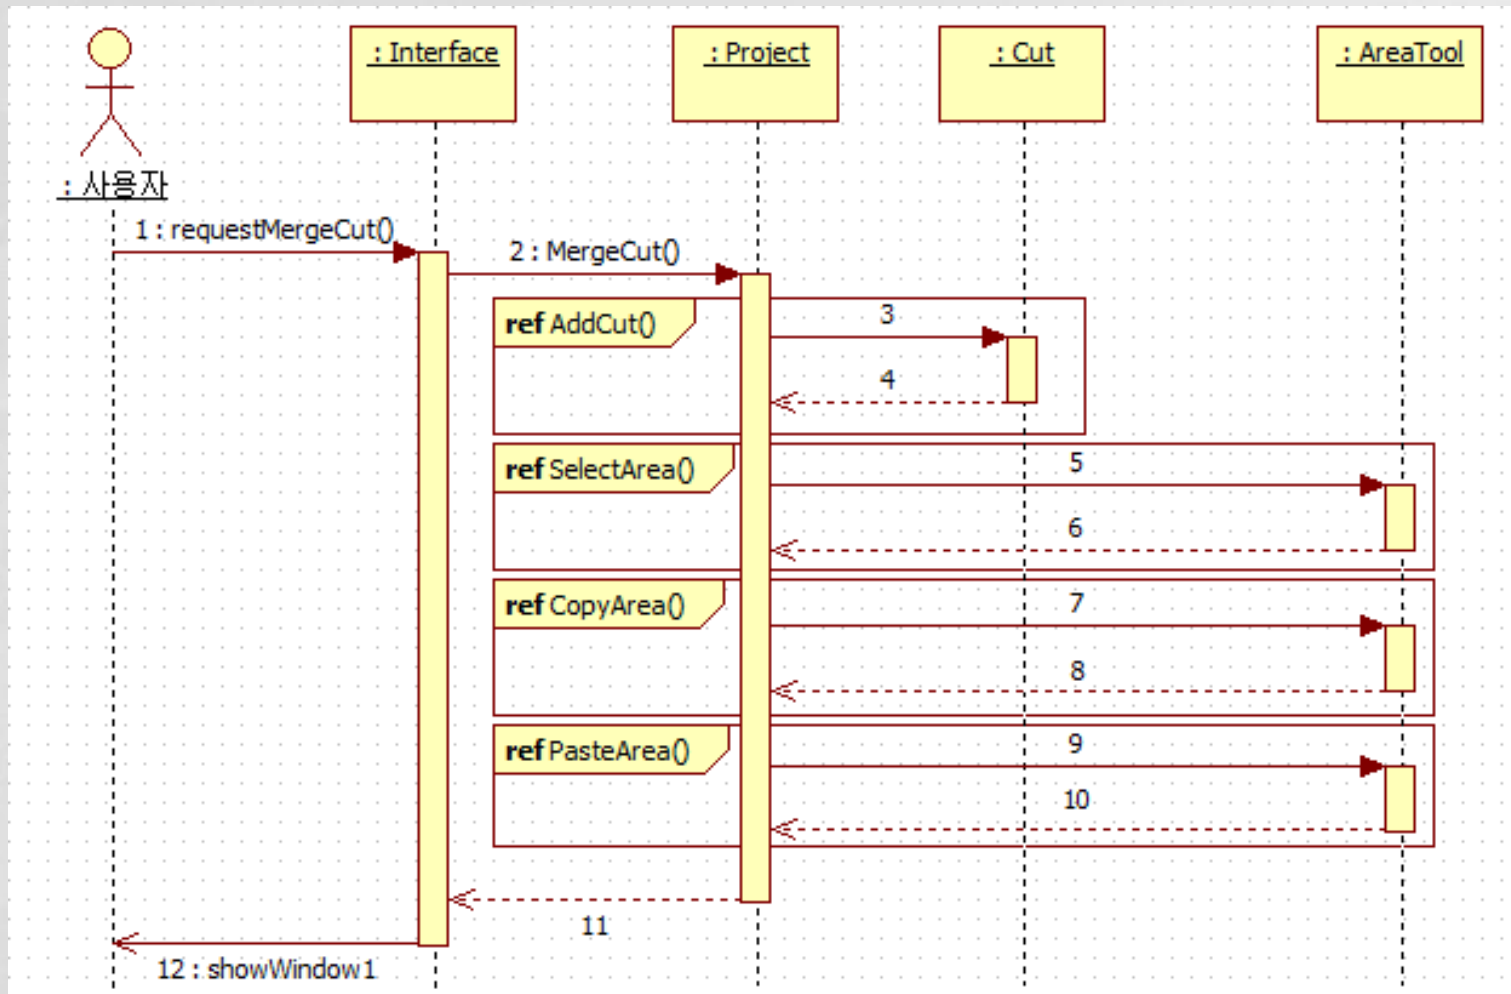 : Interface
: Project
: Cut
: AreaTool
: 사용자
1 : requestMergeCut()
2 : MergeCut()
ref AddCut()
3
4
ref SelectArea()
5
6
ref CopyArea()
7
8
ref PasteArea()
9
10
11
12 : showWindow1